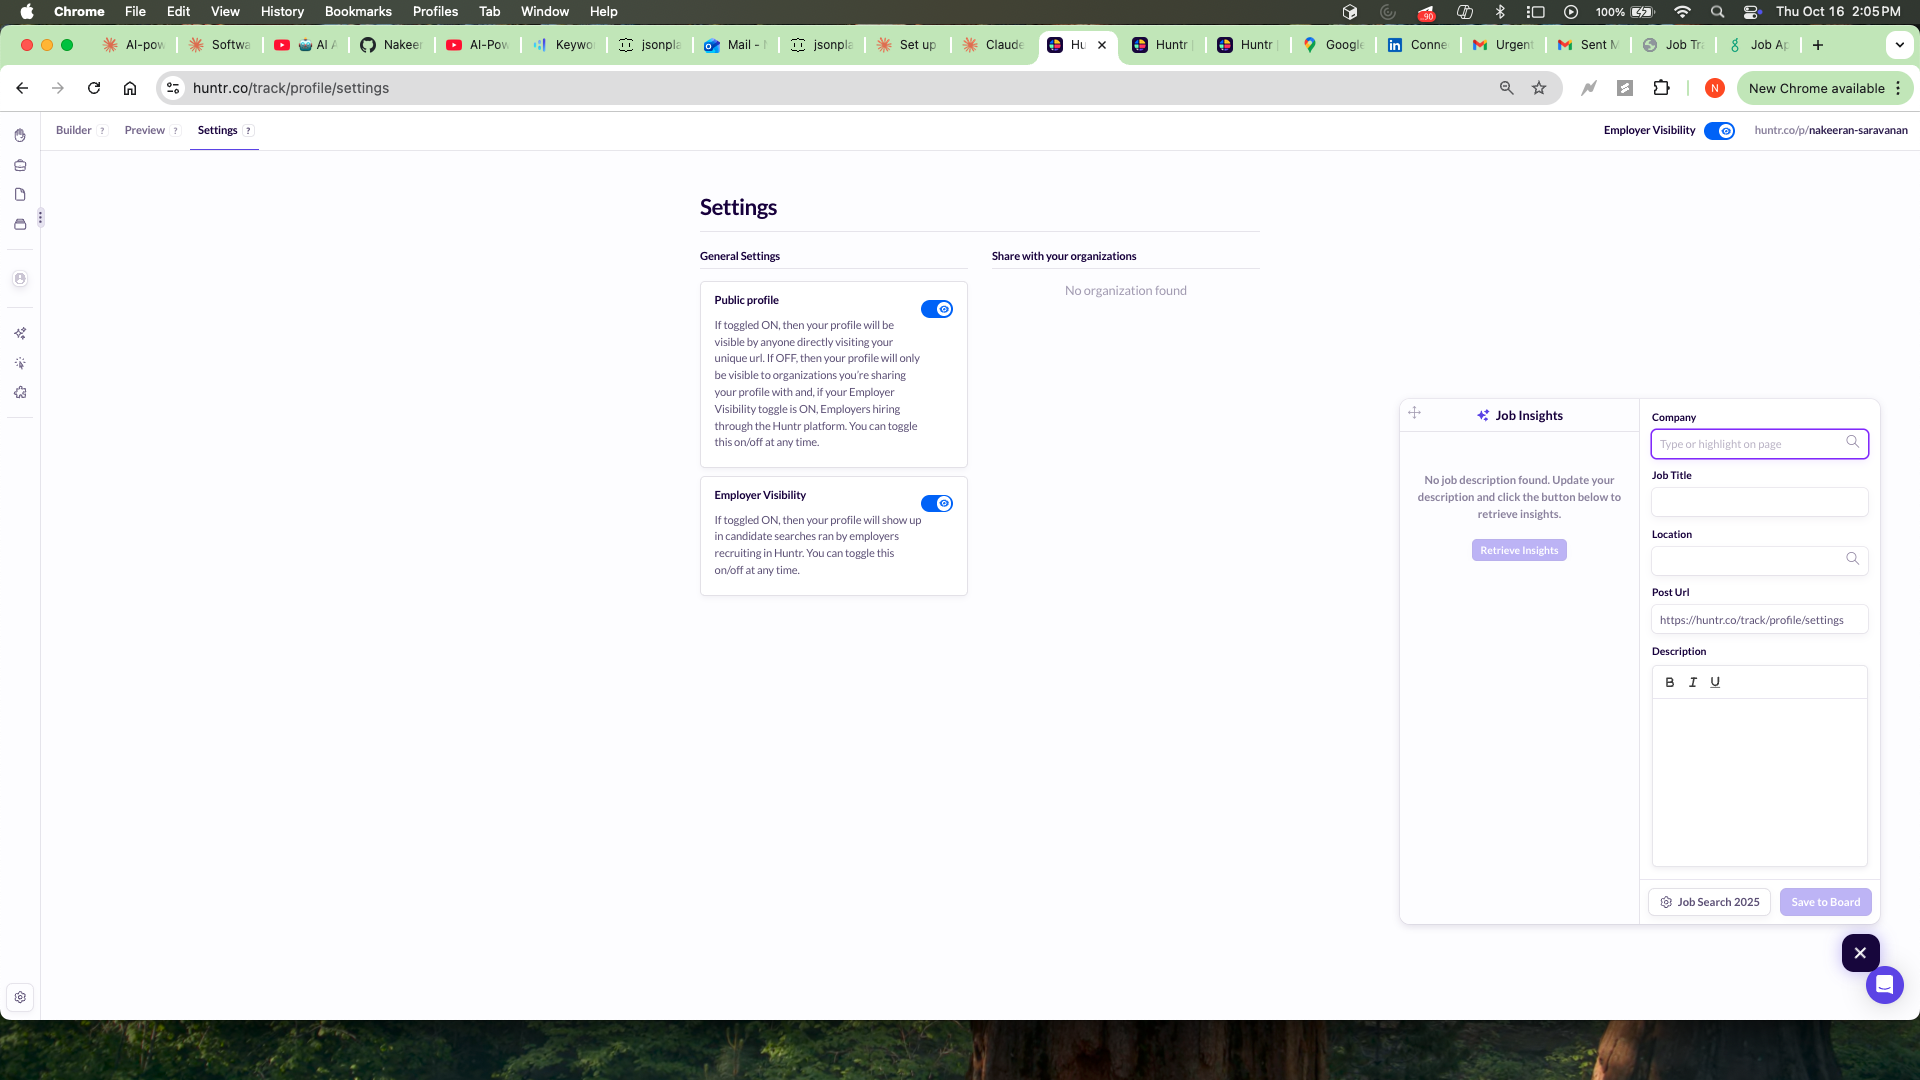 Chrome File Edit View History Bookmarks Profiles Tab Window Help
90 100% Thu Oct 16 2:05 PM
AI-pow Softwa AI A Nakeer AI-Pow Keywo jsonpla Mail - jsonpla Set up Claude Hu Huntr | Huntr | Google Conne Urgent Sent M Job Tr Job Ap
huntr.co/track/profile/settings
N New Chrome available
Builder ? Preview ? Settings ?
Employer Visibility huntr.co/p/nakeeran-saravanan
Settings
General Settings
Public profile
If toggled ON, then your profile will be
visible by anyone directly visiting your
unique url. If OFF, then your profile will only
be visible to organizations you're sharing
your profile with and, if your Employer
Visibility toggle is ON, Employers hiring
through the Huntr platform. You can toggle
this on/off at any time.
Employer Visibility
If toggled ON, then your profile will show up
in candidate searches ran by employers
recruiting in Huntr. You can toggle this
on/off at any time.
Share with your organizations
No organization found
Job Insights
No job description found. Update your
description and click the button below to
retrieve insights.
Retrieve Insights
Company
Type or highlight on page
Job Title
Location
Post Url
https://huntr.co/track/profile/settings
Description
B I U
Job Search 2025
Save to Board